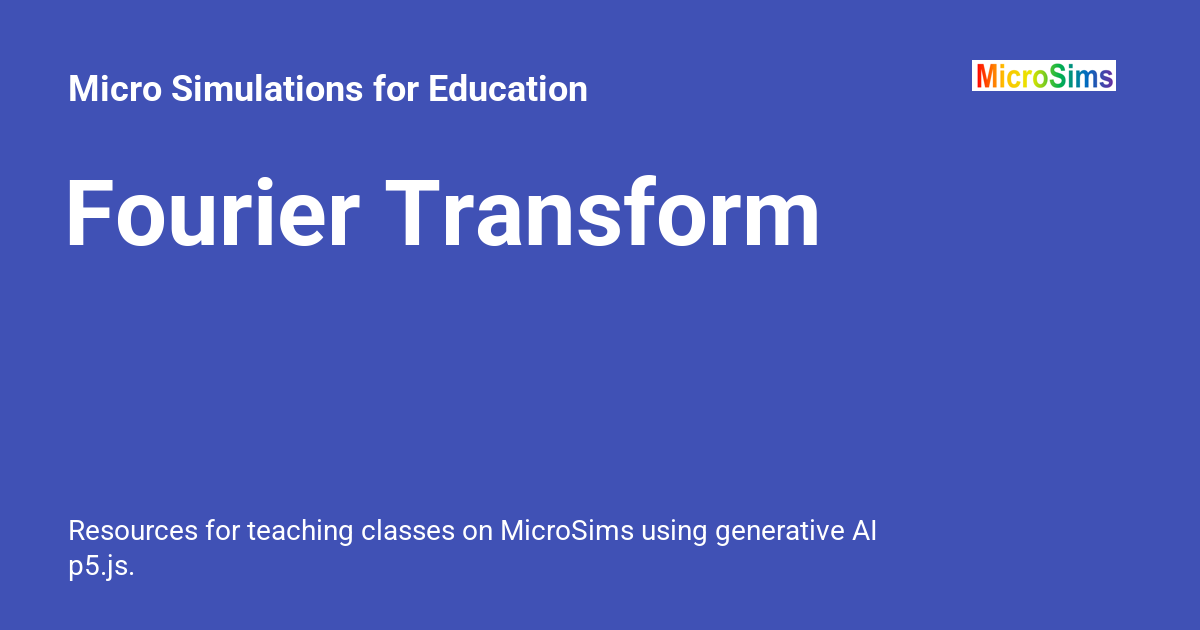 Micro Simulations for Education
MicroSims
Fourier Transform
Resources for teaching classes on MicroSims using generative AI
p5.js.